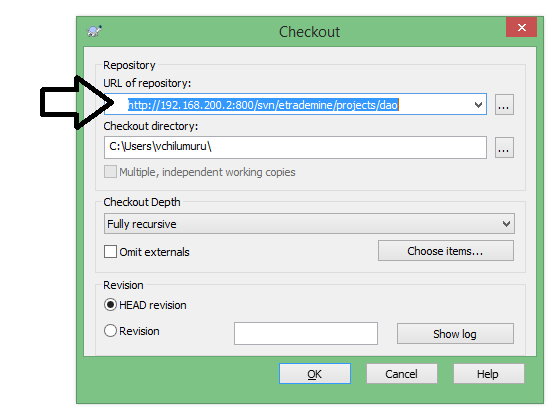 Checkout
Repository
URL of repository:
http://192.168.200.2:800/svn/etrademine/projects/dao
...
Checkout directory:
C:\Users\vchilumuru\
...
Multiple, independent working copies
Checkout Depth
Fully recursive
Omit externals
Choose items...
Revision
HEAD revision
Revision
Show log
OK
Cancel
Help